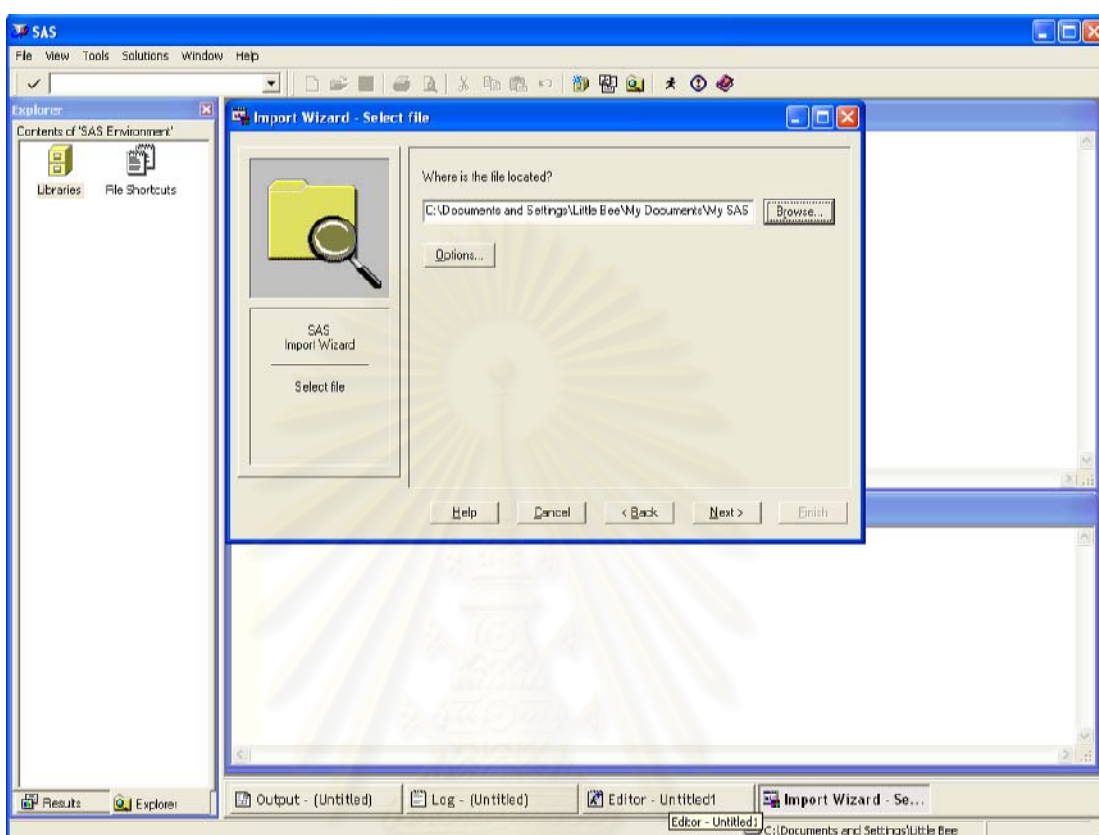 SAS
File View Tools Solutions Window Help
Explorer
Contents of 'SAS Environment'
Libraries File Shortcuts
Import Wizard - Select file
Where is the file located?
C:\Documents and Settings\Little Bee\My Documents\My SAS
Browse...
Options...
SAS
Import Wizard
Select file
Help Cancel < Back Next > Finish
Results Explorer
Output - (Untitled) Log - (Untitled) Editor - Untitled1 Import Wizard - Se...
Editor - Untitled1
C:\Documents and Settings\Little Bee